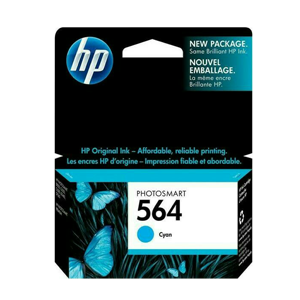 hp
NEW PACKAGE.
Same Brilliant HP Ink.
NOUVEL
EMBALLAGE.
La même encre
Brillante HP
HP Original Ink – Affordable, reliable printing.
Les encres HP d'origine – Impression fiable et abordable.
PHOTOSMART
564
Cyan